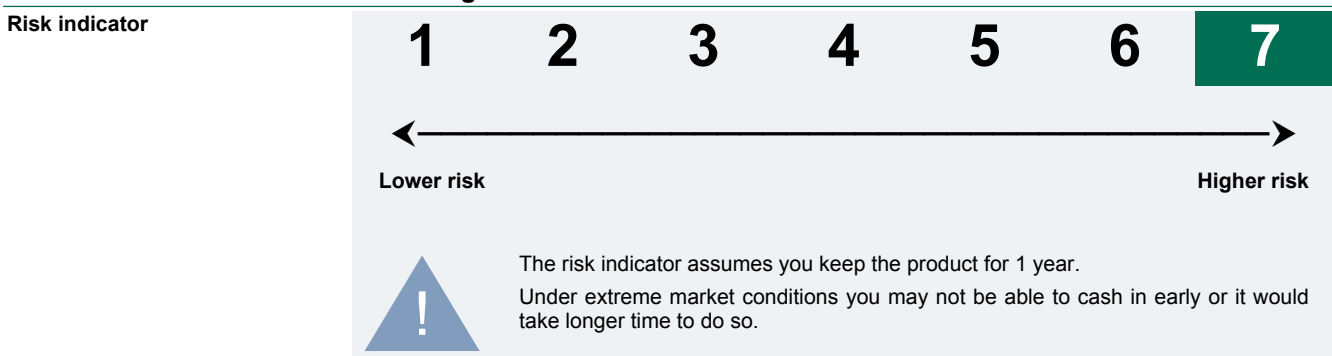 Risk indicator
1 2 3 4 5 6 7
Lower risk Higher risk
!
The risk indicator assumes you keep the product for 1 year.
Under extreme market conditions you may not be able to cash in early or it would
take longer time to do so.